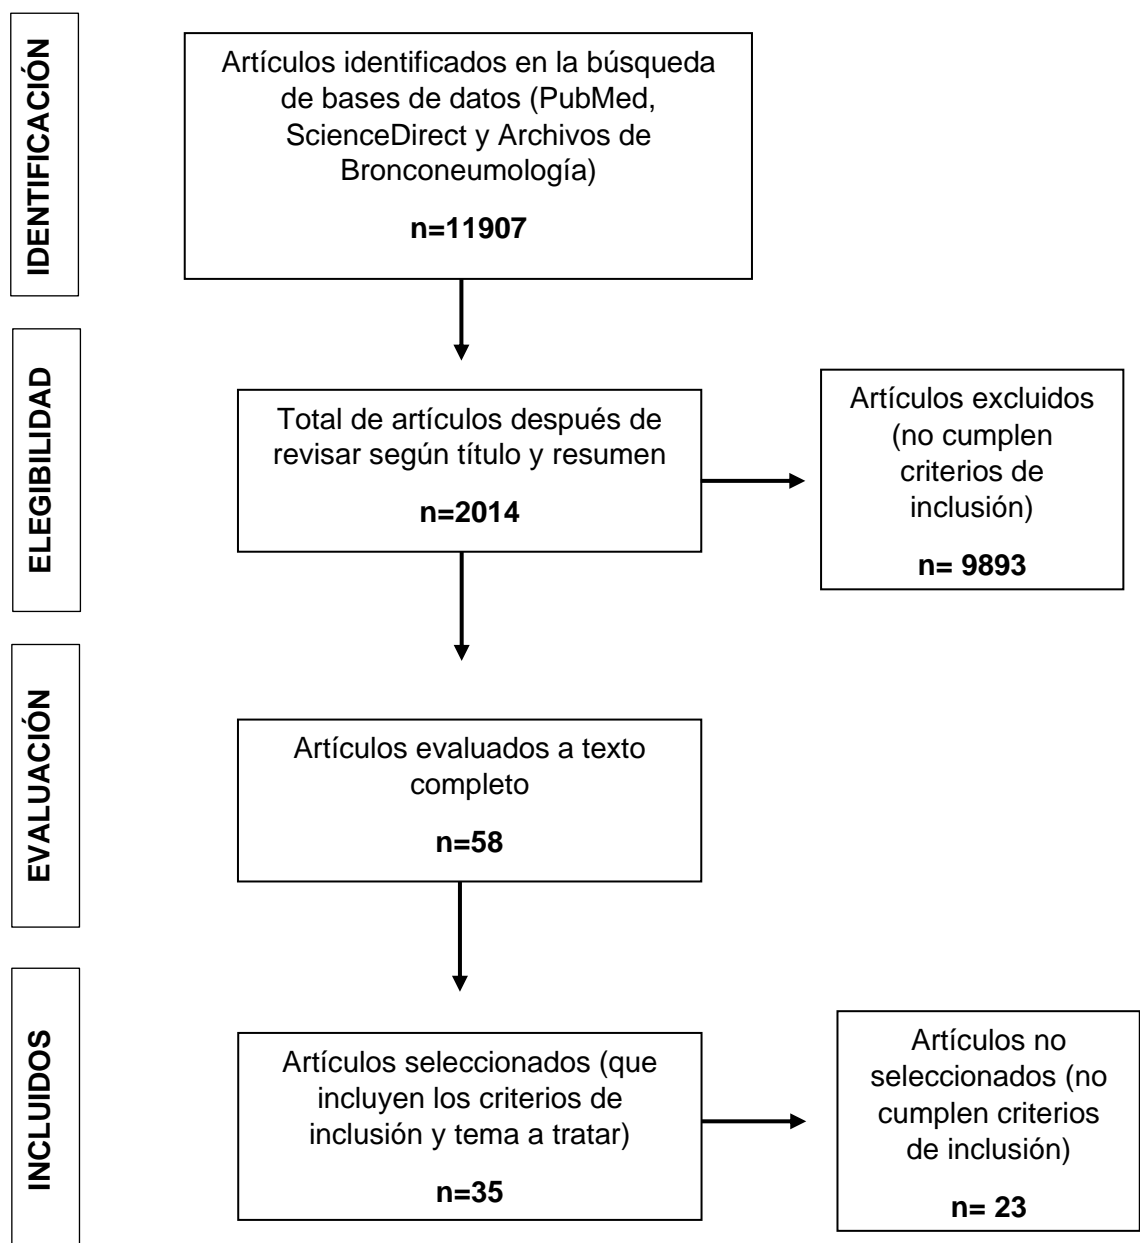 IDENTIFICACIÓN
Artículos identificados en la búsqueda
de bases de datos (PubMed,
ScienceDirect y Archivos de
Bronconeumología)
n=11907
ELEGIBILIDAD
Total de artículos después de
revisar según título y resumen
n=2014
Artículos excluidos
(no cumplen
criterios de
inclusión)
n= 9893
EVALUACIÓN
Artículos evaluados a texto
completo
n=58
INCLUIDOS
Artículos seleccionados (que
incluyen los criterios de
inclusión y tema a tratar)
n=35
Artículos no
seleccionados (no
cumplen criterios
de inclusión)
n= 23